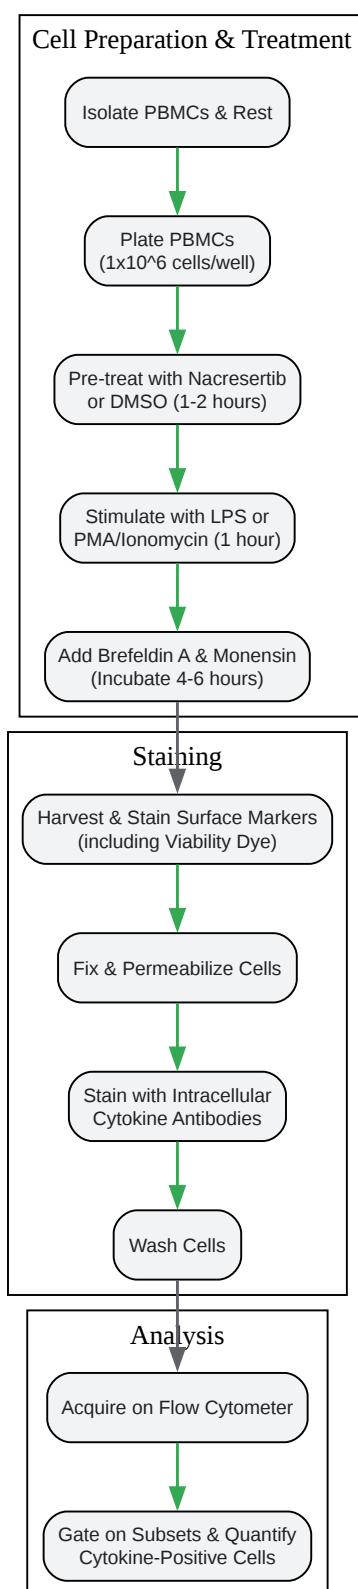 Cell Preparation & Treatment
Isolate PBMCs & Rest
Plate PBMCs
(1x10^6 cells/well)
Pre-treat with Nacresertib
or DMSO (1-2 hours)
Stimulate with LPS or
PMA/Ionomycin (1 hour)
Add Brefeldin A & Monensin
(Incubate 4-6 hours)
Staining
Harvest & Stain Surface Markers
(including Viability Dye)
Fix & Permeabilize Cells
Stain with Intracellular
Cytokine Antibodies
Wash Cells
Analysis
Acquire on Flow Cytometer
Gate on Subsets & Quantify
Cytokine-Positive Cells